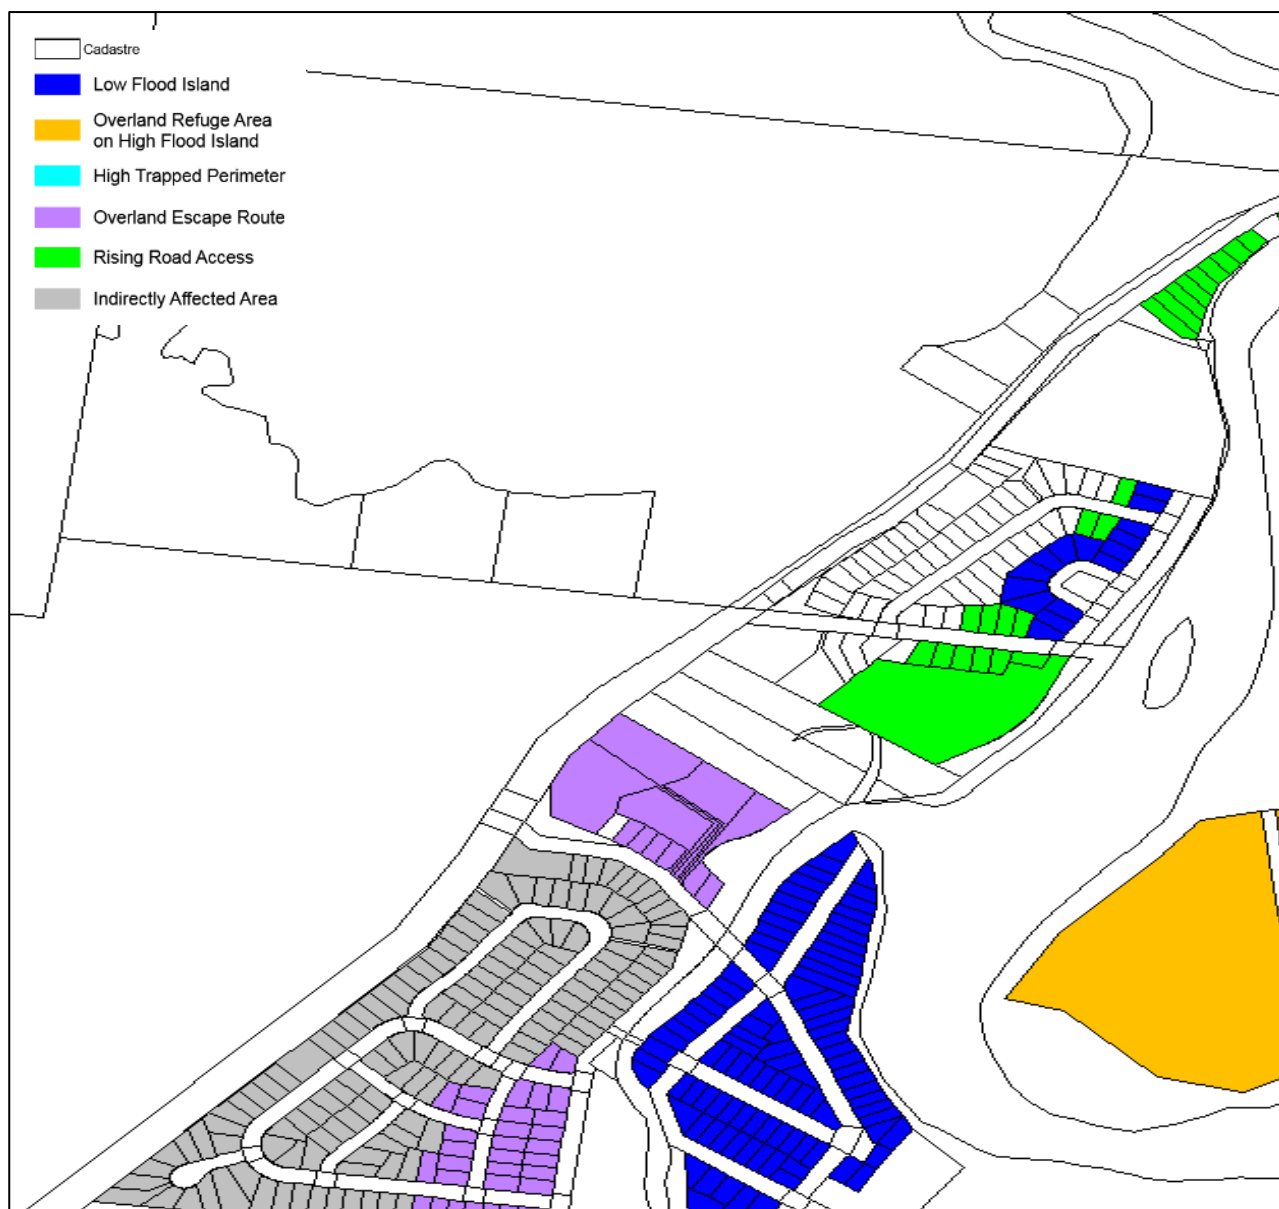 Cadastre
Low Flood Island
Overland Refuge Area
on High Flood Island
High Trapped Perimeter
Overland Escape Route
Rising Road Access
Indirectly Affected Area